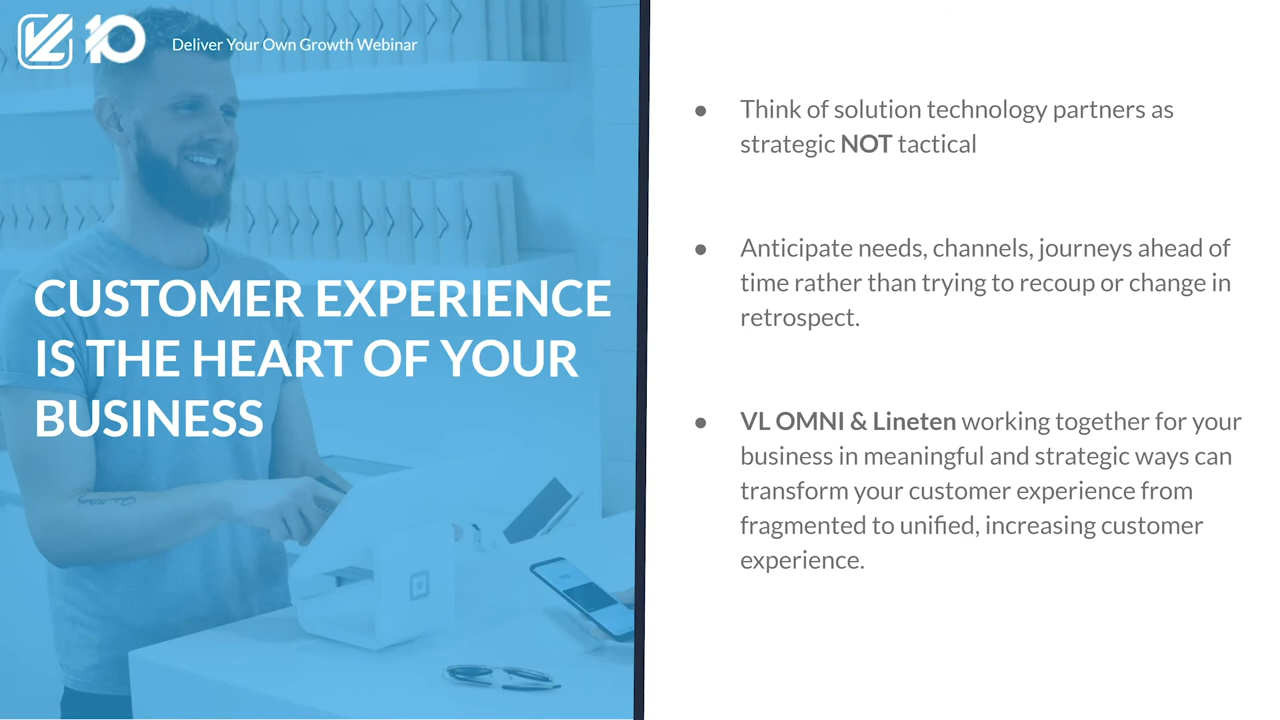 10
Deliver Your Own Growth Webinar
CUSTOMER EXPERIENCE
IS THE HEART OF YOUR
BUSINESS
● Think of solution technology partners as
strategic NOT tactical
● Anticipate needs, channels, journeys ahead of
time rather than trying to recoup or change in
retrospect.
● VL OMNI & Lineten working together for your
business in meaningful and strategic ways can
transform your customer experience from
fragmented to unified, increasing customer
experience.